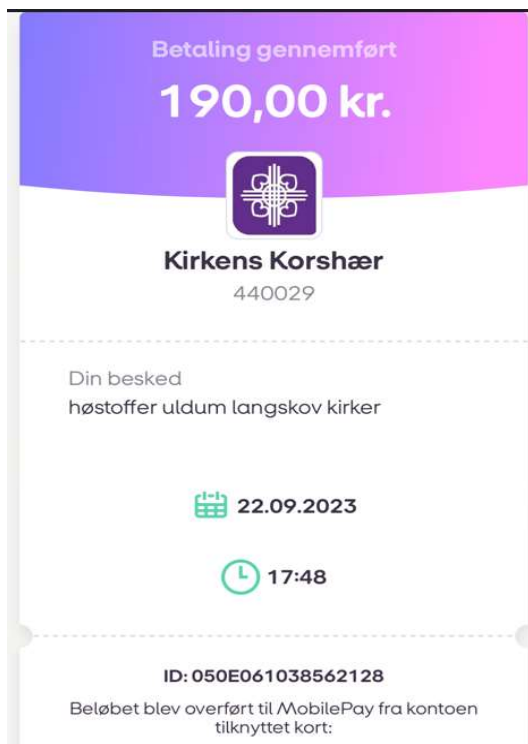 Betaling gennemført
190,00 kr.
Kirkens Korshær
440029
Din besked
høstoffer uldum langskov kirker
22.09.2023
17:48
ID: 050E061038562128
Beløbet blev overført til MobilePay fra kontoen
tilknyttet kort: